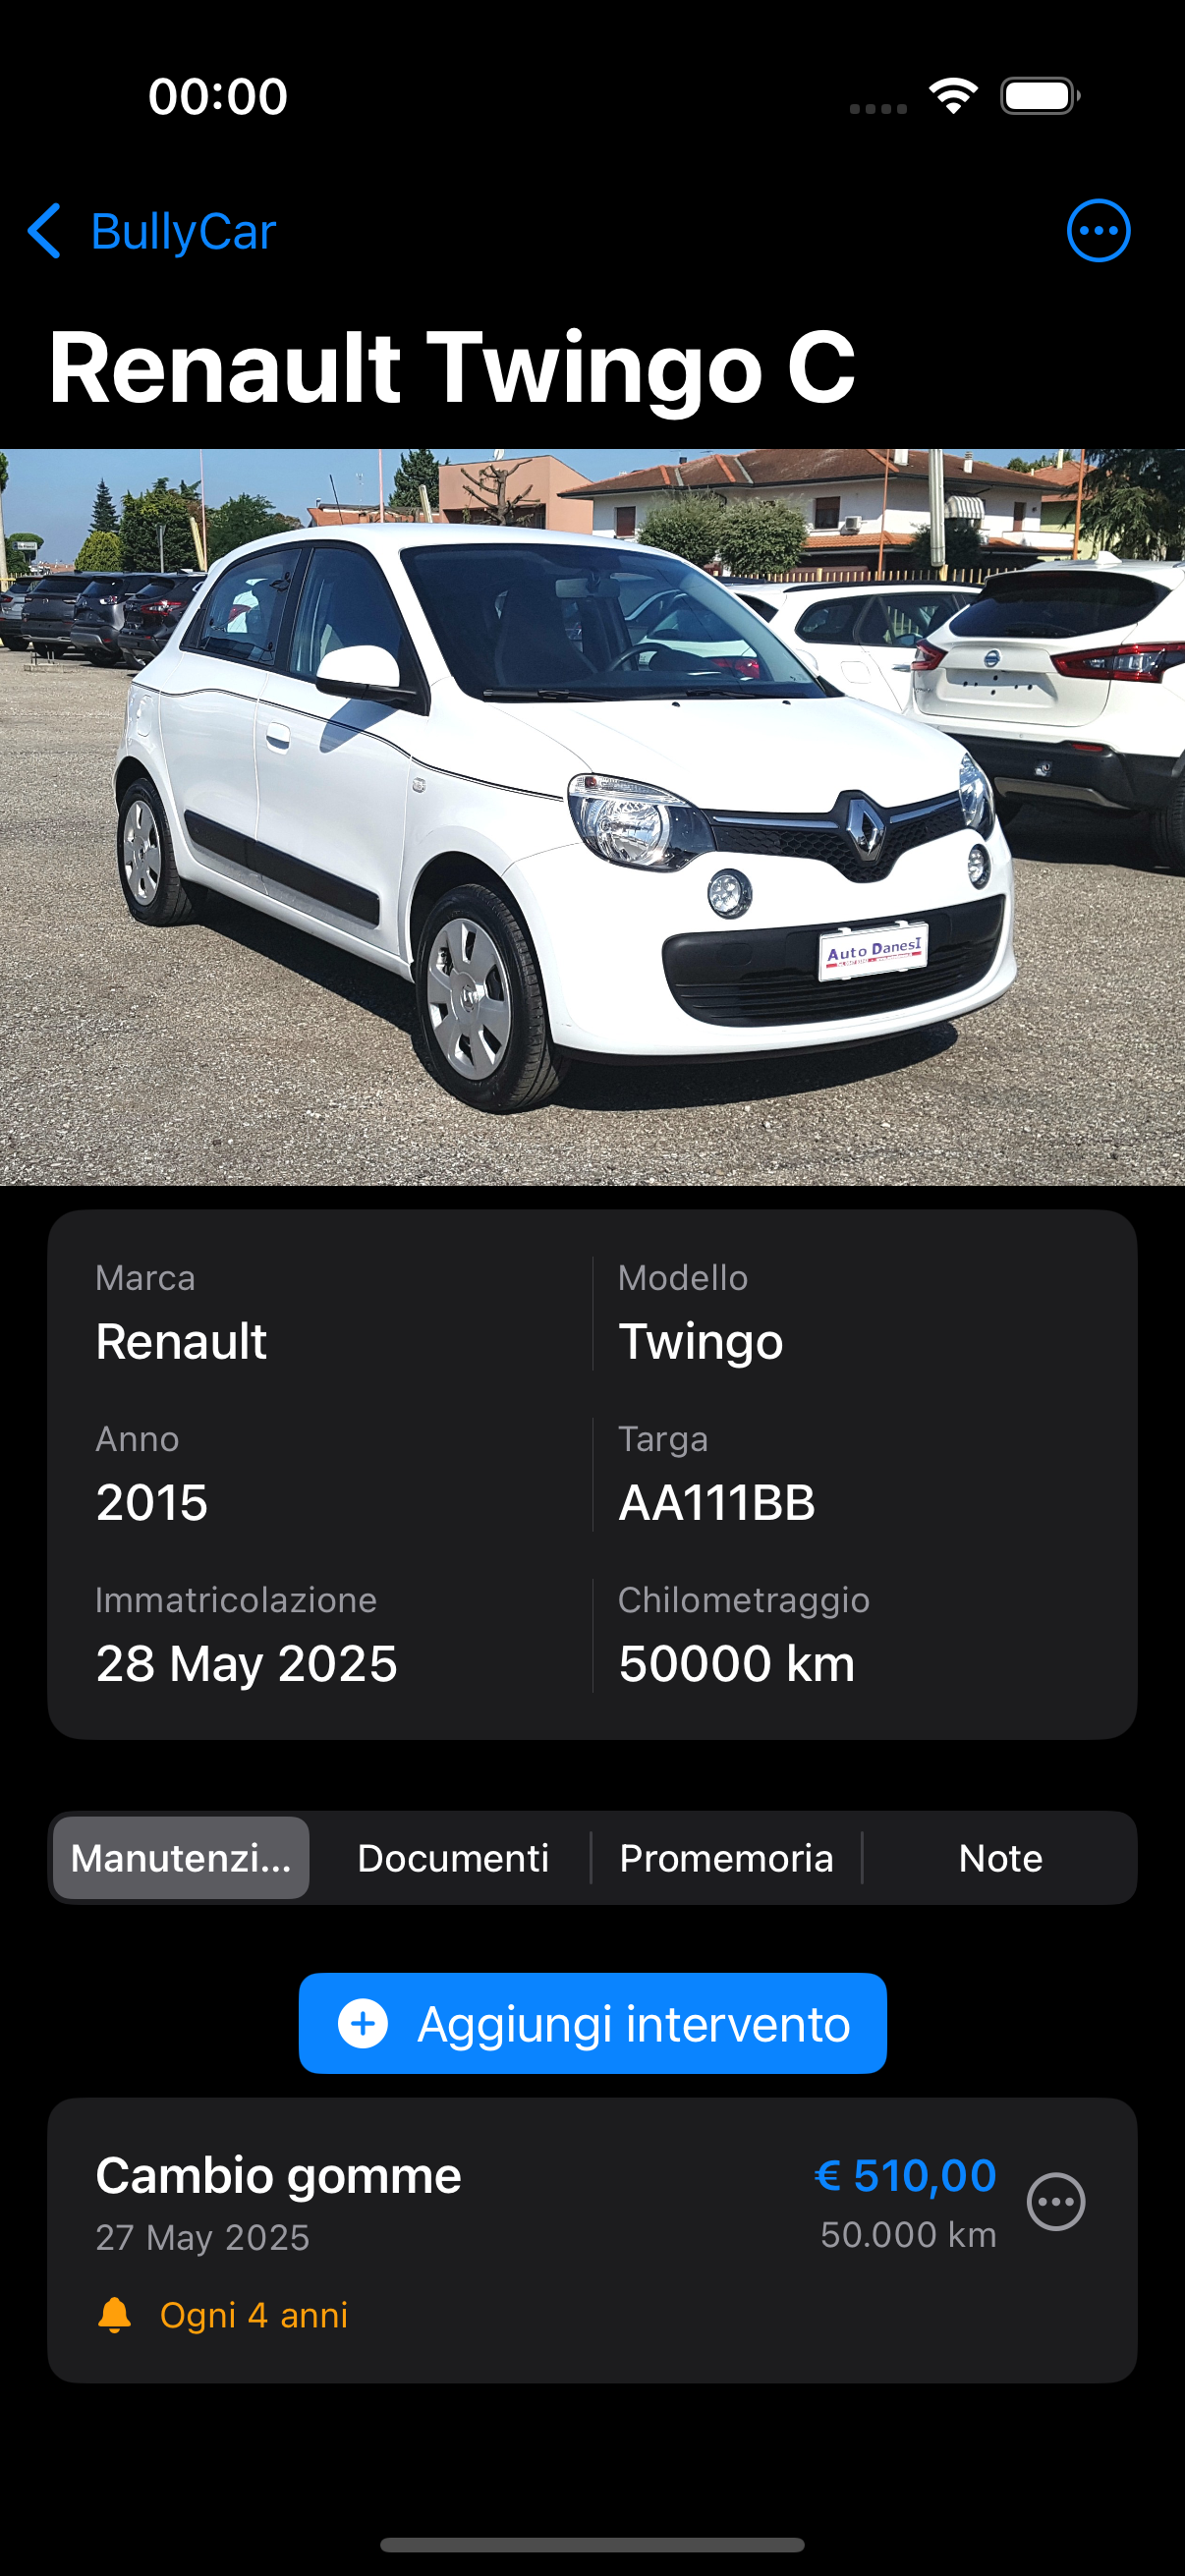 00:00
BullyCar
Renault Twingo C
Auto DanesI
Marca
Modello
Renault
Twingo
Anno
Targa
2015
AA111BB
Immatricolazione
Chilometraggio
28 May 2025
50000 km
Manutenzi...
Documenti
Promemoria
Note
Aggiungi intervento
Cambio gomme
€ 510,00
27 May 2025
50.000 km
Ogni 4 anni